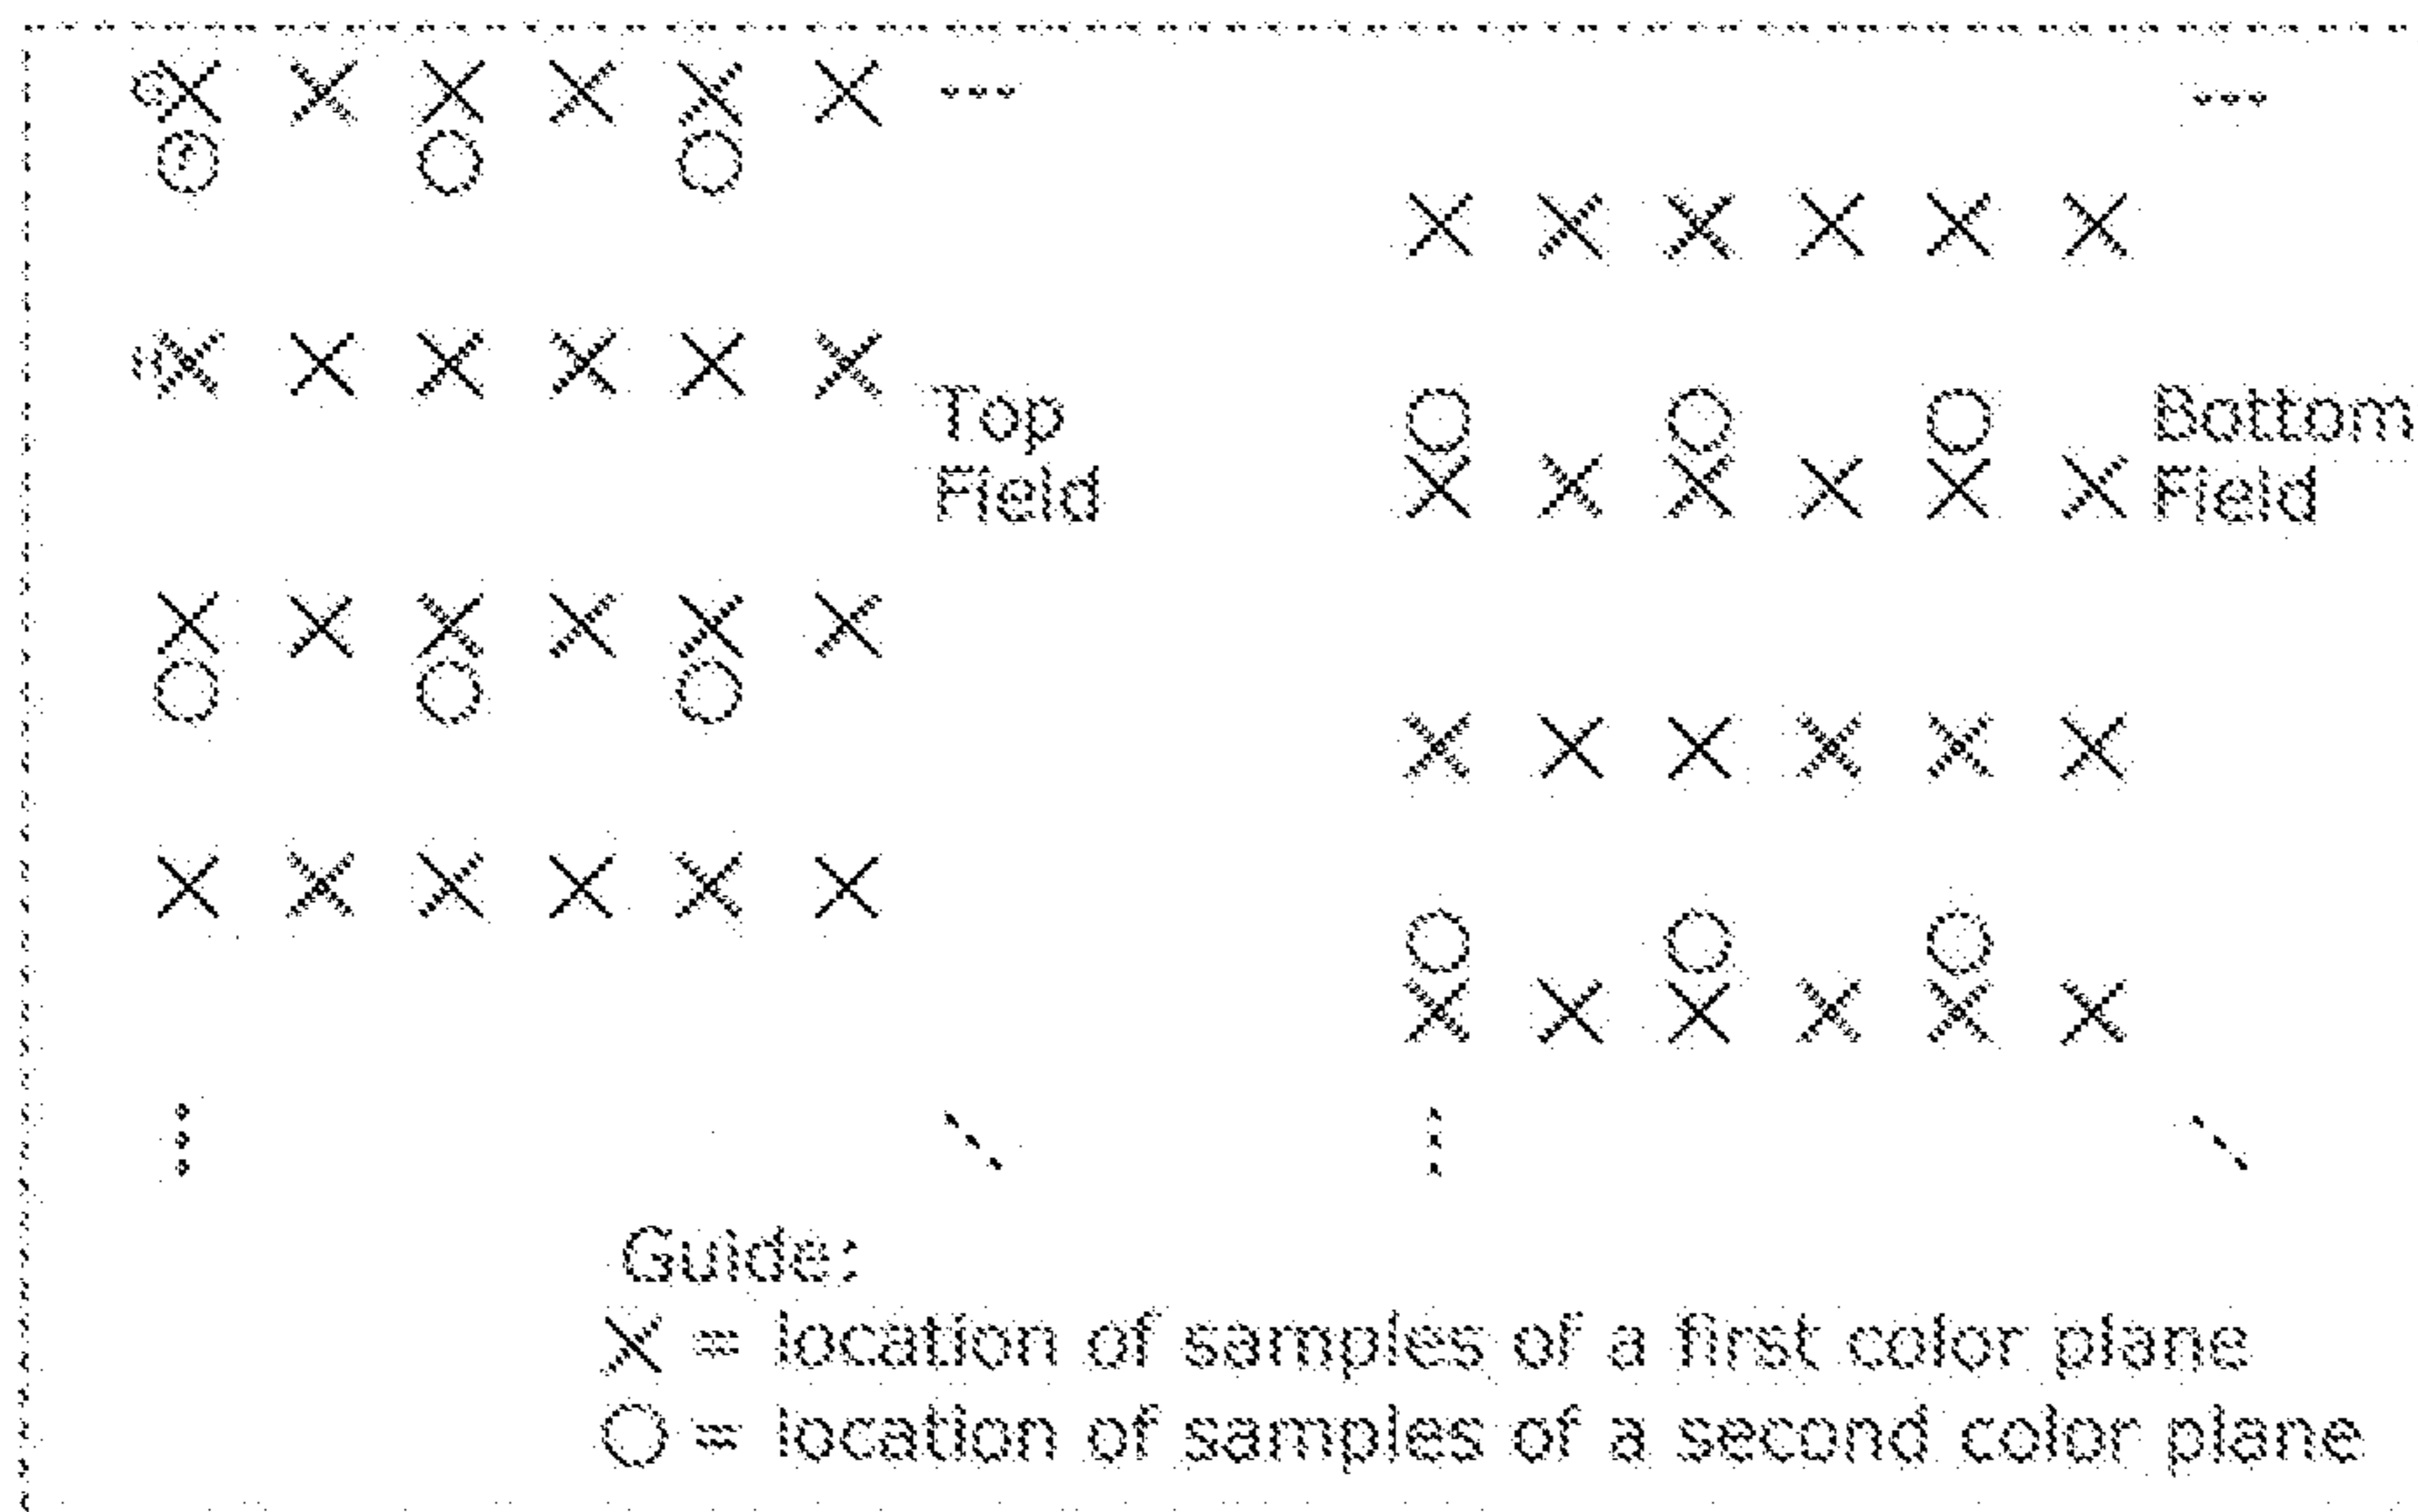 Top
Field
Bottom
Field
Guide:
X = location of samples of a first color plane
O = location of samples of a second color plane